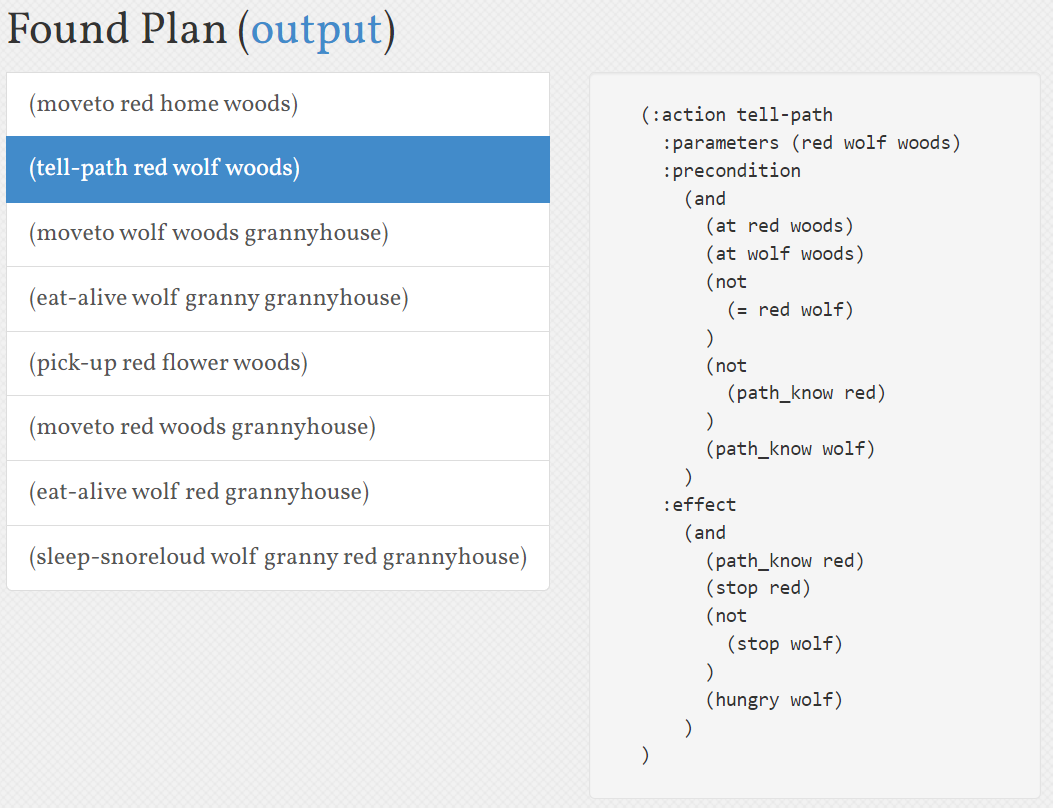 Found Plan (output)
(moveto red home woods)
(tell-path red wolf woods)
(moveto wolf woods grannyhouse)
(eat-alive wolf granny grannyhouse)
(pick-up red flower woods)
(moveto red woods grannyhouse)
(eat-alive wolf red grannyhouse)
(sleep-snoreloud wolf granny red grannyhouse)
(:action tell-path
:parameters (red wolf woods)
:precondition
(and
(at red woods)
(at wolf woods)
(not
(= red wolf)
)
(not
(path_know red)
)
(path_know wolf)
)
:effect
(and
(path_know red)
(stop red)
(not
(stop wolf)
)
(hungry wolf)
)
)